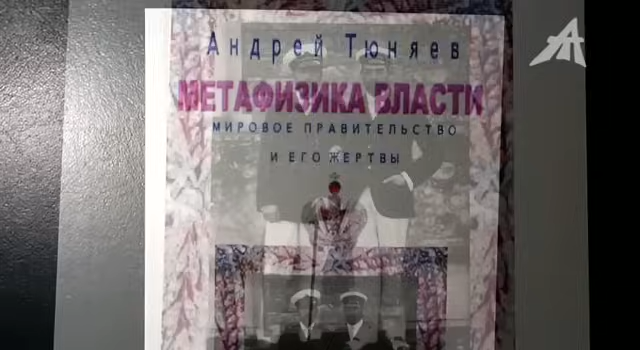 Андрей Тюняев
МЕТАФИЗИКА ВЛАСТИ
МИРОВОЕ ПРАВИТЕЛЬСТВО
И ЕГО ЖЕРТВЫ